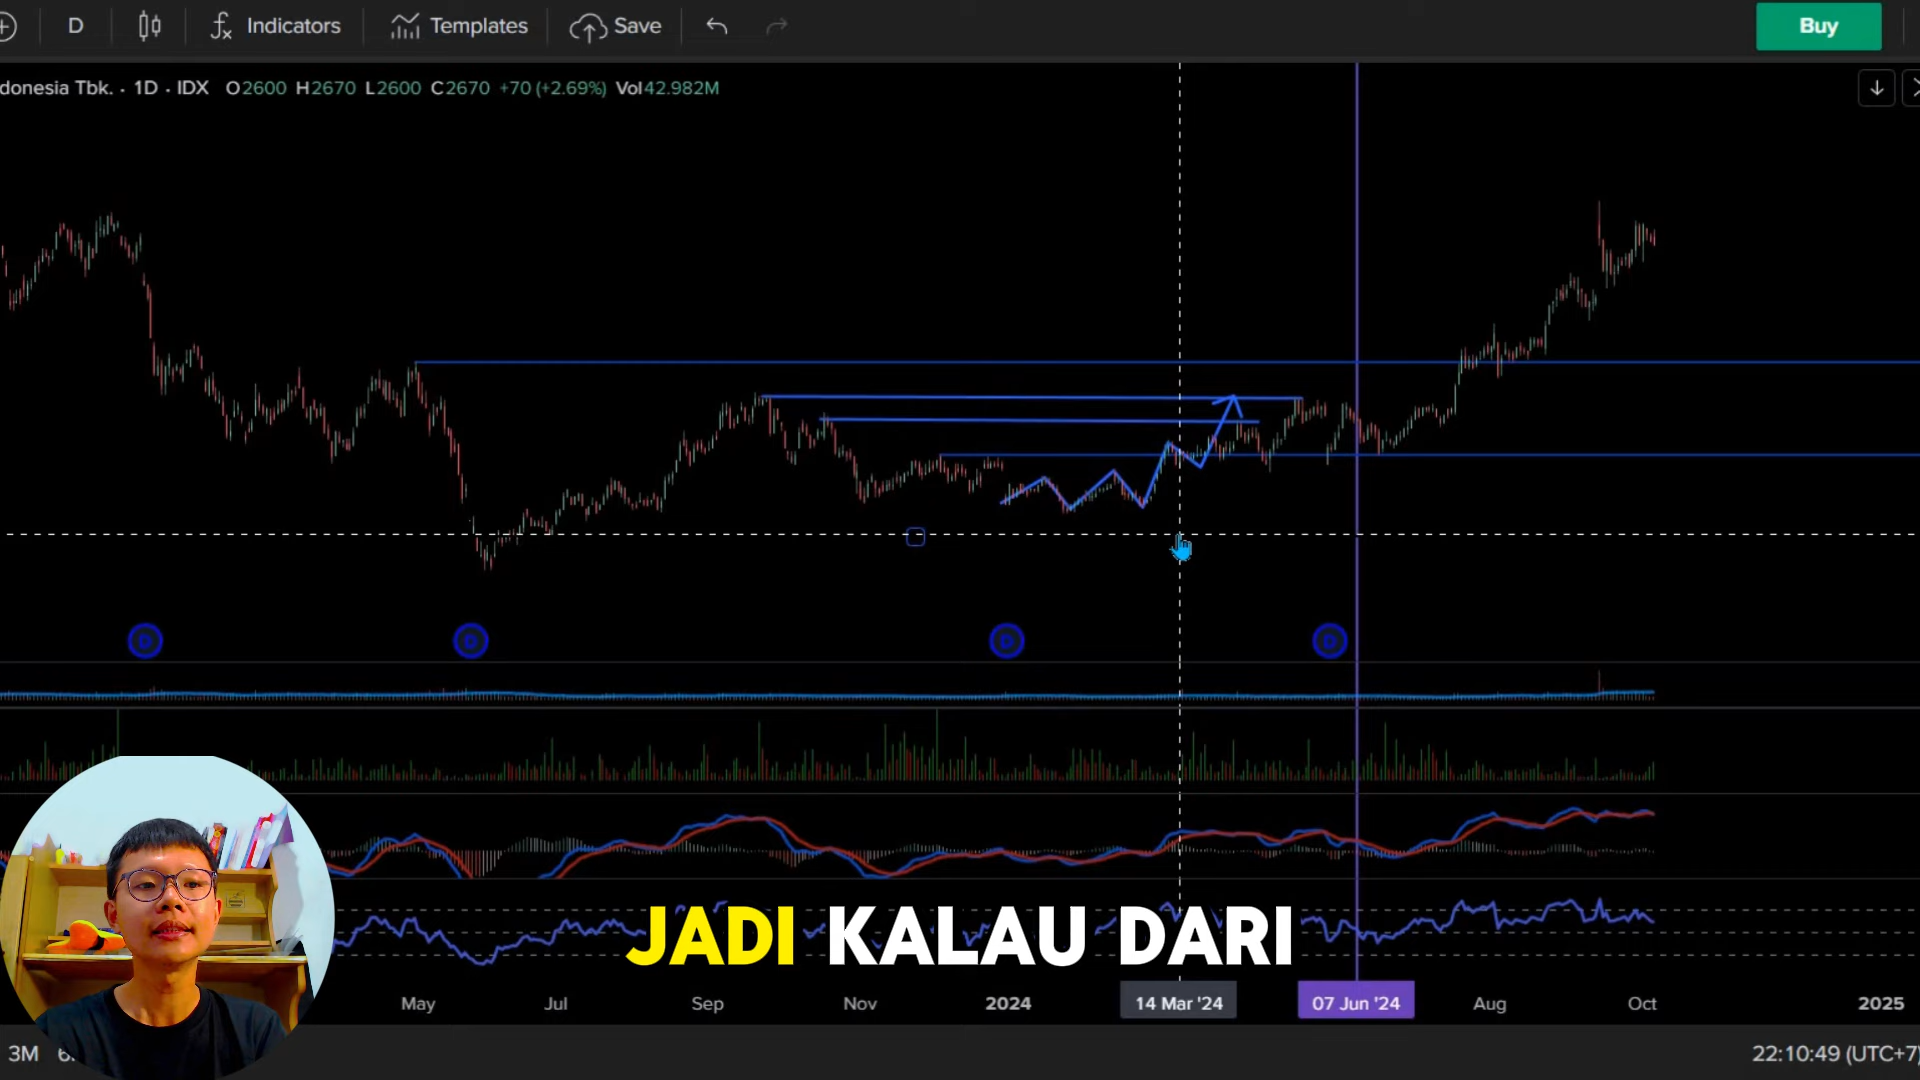 D Indicators Templates Save Buy
donesia Tbk. · 1D · IDX O2600 H2670 L2600 C2670 +70 (+2.69%) Vol42.982M
D D D D
JADI KALAU DARI
May Jul Sep Nov 2024 14 Mar '24 07 Jun '24 Aug Oct 2025
3M 22:10:49 (UTC+7)